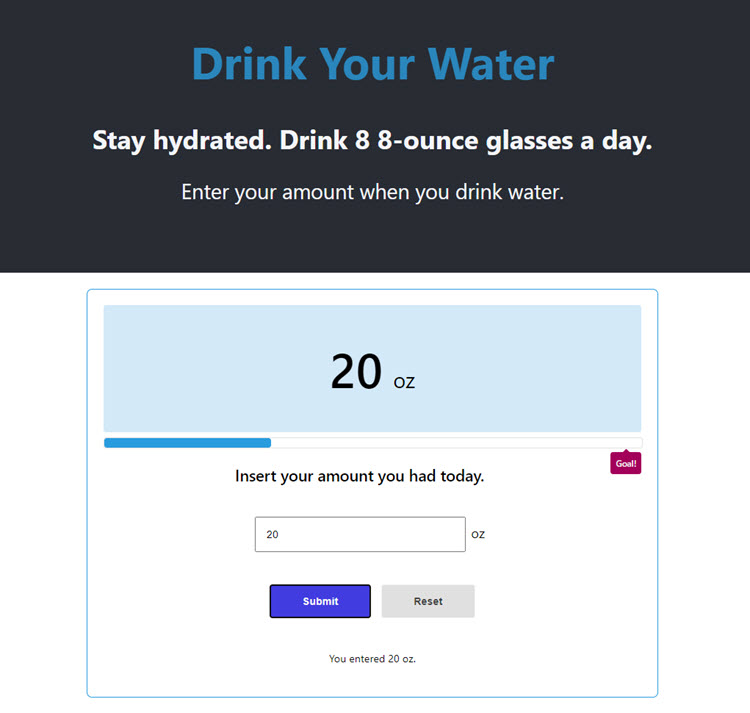 Drink Your Water
Stay hydrated. Drink 8 8-ounce glasses a day.
Enter your amount when you drink water.
20 oz
Goal!
Insert your amount you had today.
20 oz
Submit Reset
You entered 20 oz.